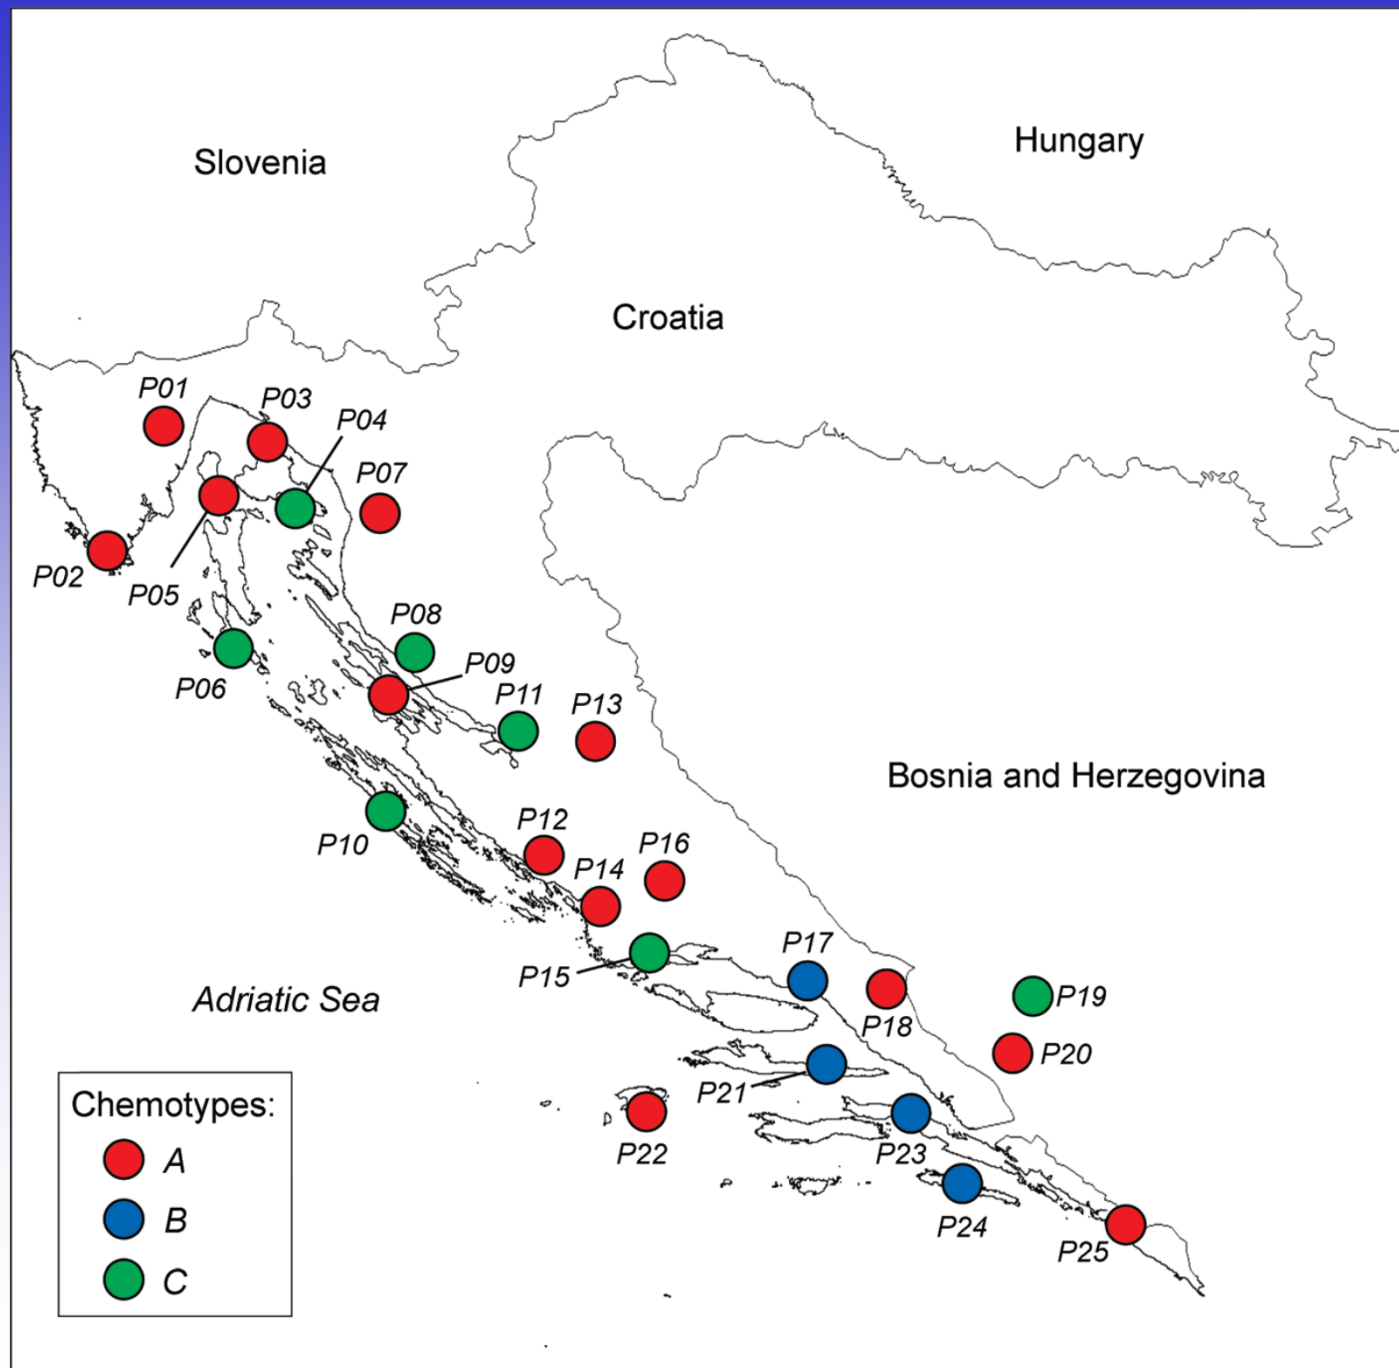 Slovenia
Hungary
Croatia
P01
P03
P04
P07
P02
P05
P08
P06
P09
P11
P13
Bosnia and Herzegovina
P10
P12
P16
P14
P17
P15
Adriatic Sea
P18
P19
P20
P21
P22
P23
P24
P25
Chemotypes:
A
B
C